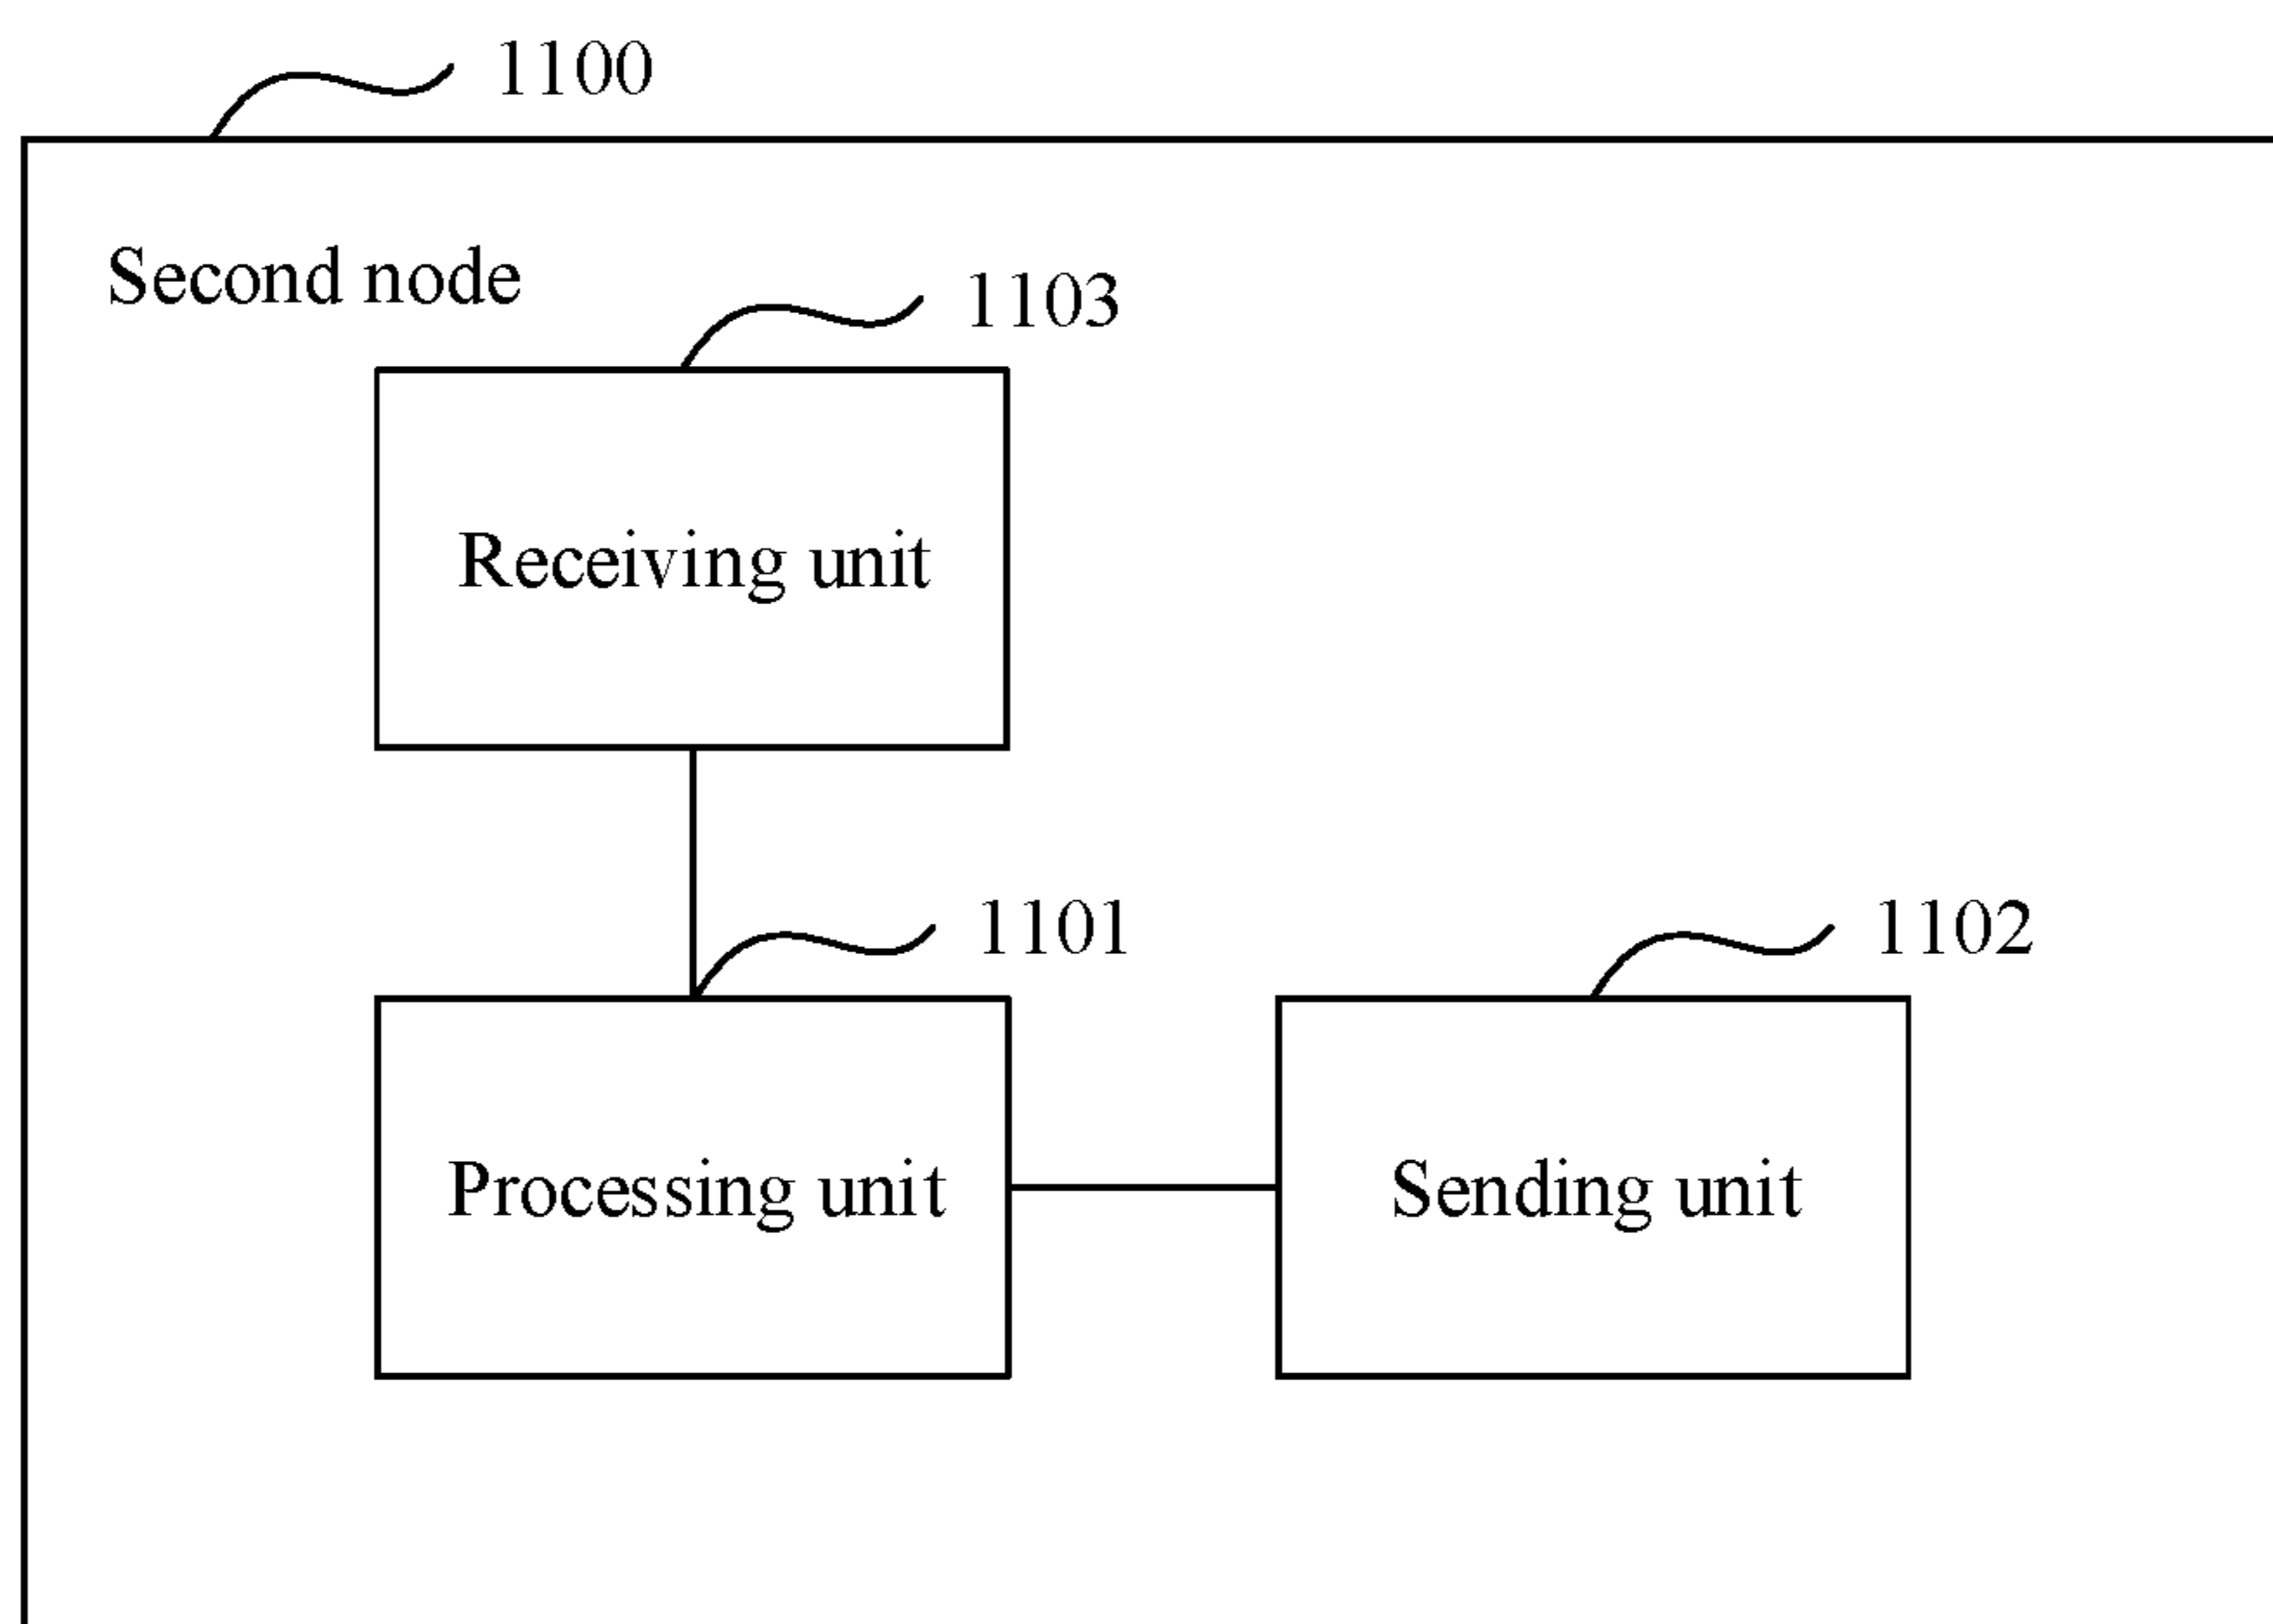 1100
Second node
1103
Receiving unit
1101
1102
Processing unit
Sending unit